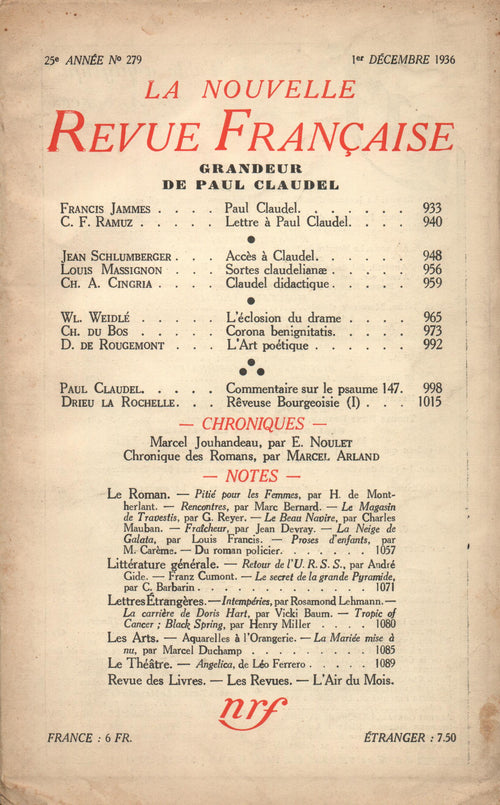 25e ANNÉE No 279 1er DÉCEMBRE 1936
LA NOUVELLE
REVUE FRANÇAISE
GRANDEUR
DE PAUL CLAUDEL
FRANCIS JAMMES . . . . Paul Claudel. . . . . . . 933
C. F. RAMUZ . . . . . Lettre à Paul Claudel. . . . 940
JEAN SCHLUMBERGER . . . Accès à Claudel. . . . . . 948
LOUIS MASSIGNON . . . Sortes claudelianæ . . . . . 956
CH. A. CINGRIA . . . . Claudel didactique . . . . . 959
WL. WEIDLÉ . . . . . L'éclosion du drame . . . . 965
CH. DU BOS . . . . . Corona benignitatis. . . . . 973
D. DE ROUGEMONT . . . L'Art poétique . . . . . . 992
PAUL CLAUDEL. . . . . Commentaire sur le psaume 147. 998
DRIEU LA ROCHELLE. . . Rêveuse Bourgeoisie (I) . . . 1015
— CHRONIQUES —
Marcel Jouhandeau, par E. NOULET
Chronique des Romans, par MARCEL ARLAND
— NOTES —
Le Roman. — Pitié pour les Femmes, par H. de Mont-
herlant. — Rencontres, par Marc Bernard. — Le Magasin
de Travestis, par G. Reyer. — Le Beau Navire, par Charles
Mauban. — Fraîcheur, par Jean Devray. — La Neige de
Galata, par Louis Francis. — Proses d'enfants, par
M. Carème. — Du roman policier. . . . . . . 1057
Littérature générale. — Retour de l'U. R. S. S., par André
Gide. — Franz Cumont. — Le secret de la grande Pyramide,
par C. Barbarin . . . . . . . . . . . . 1071
Lettres Étrangères. — Intempéries, par Rosamond Lehmann. —
La carrière de Doris Hart, par Vicki Baum. — Tropic of
Cancer ; Black Spring, par Henry Miller . . . . 1080
Les Arts. — Aquarelles à l'Orangerie. — La Mariée mise à
nu, par Marcel Duchamp . . . . . . . . . 1085
Le Théâtre. — Angelica, de Léo Ferrero . . . . . 1089
Revue des Livres. — Les Revues. — L'Air du Mois.
nrf
FRANCE : 6 FR. ÉTRANGER : 7.50